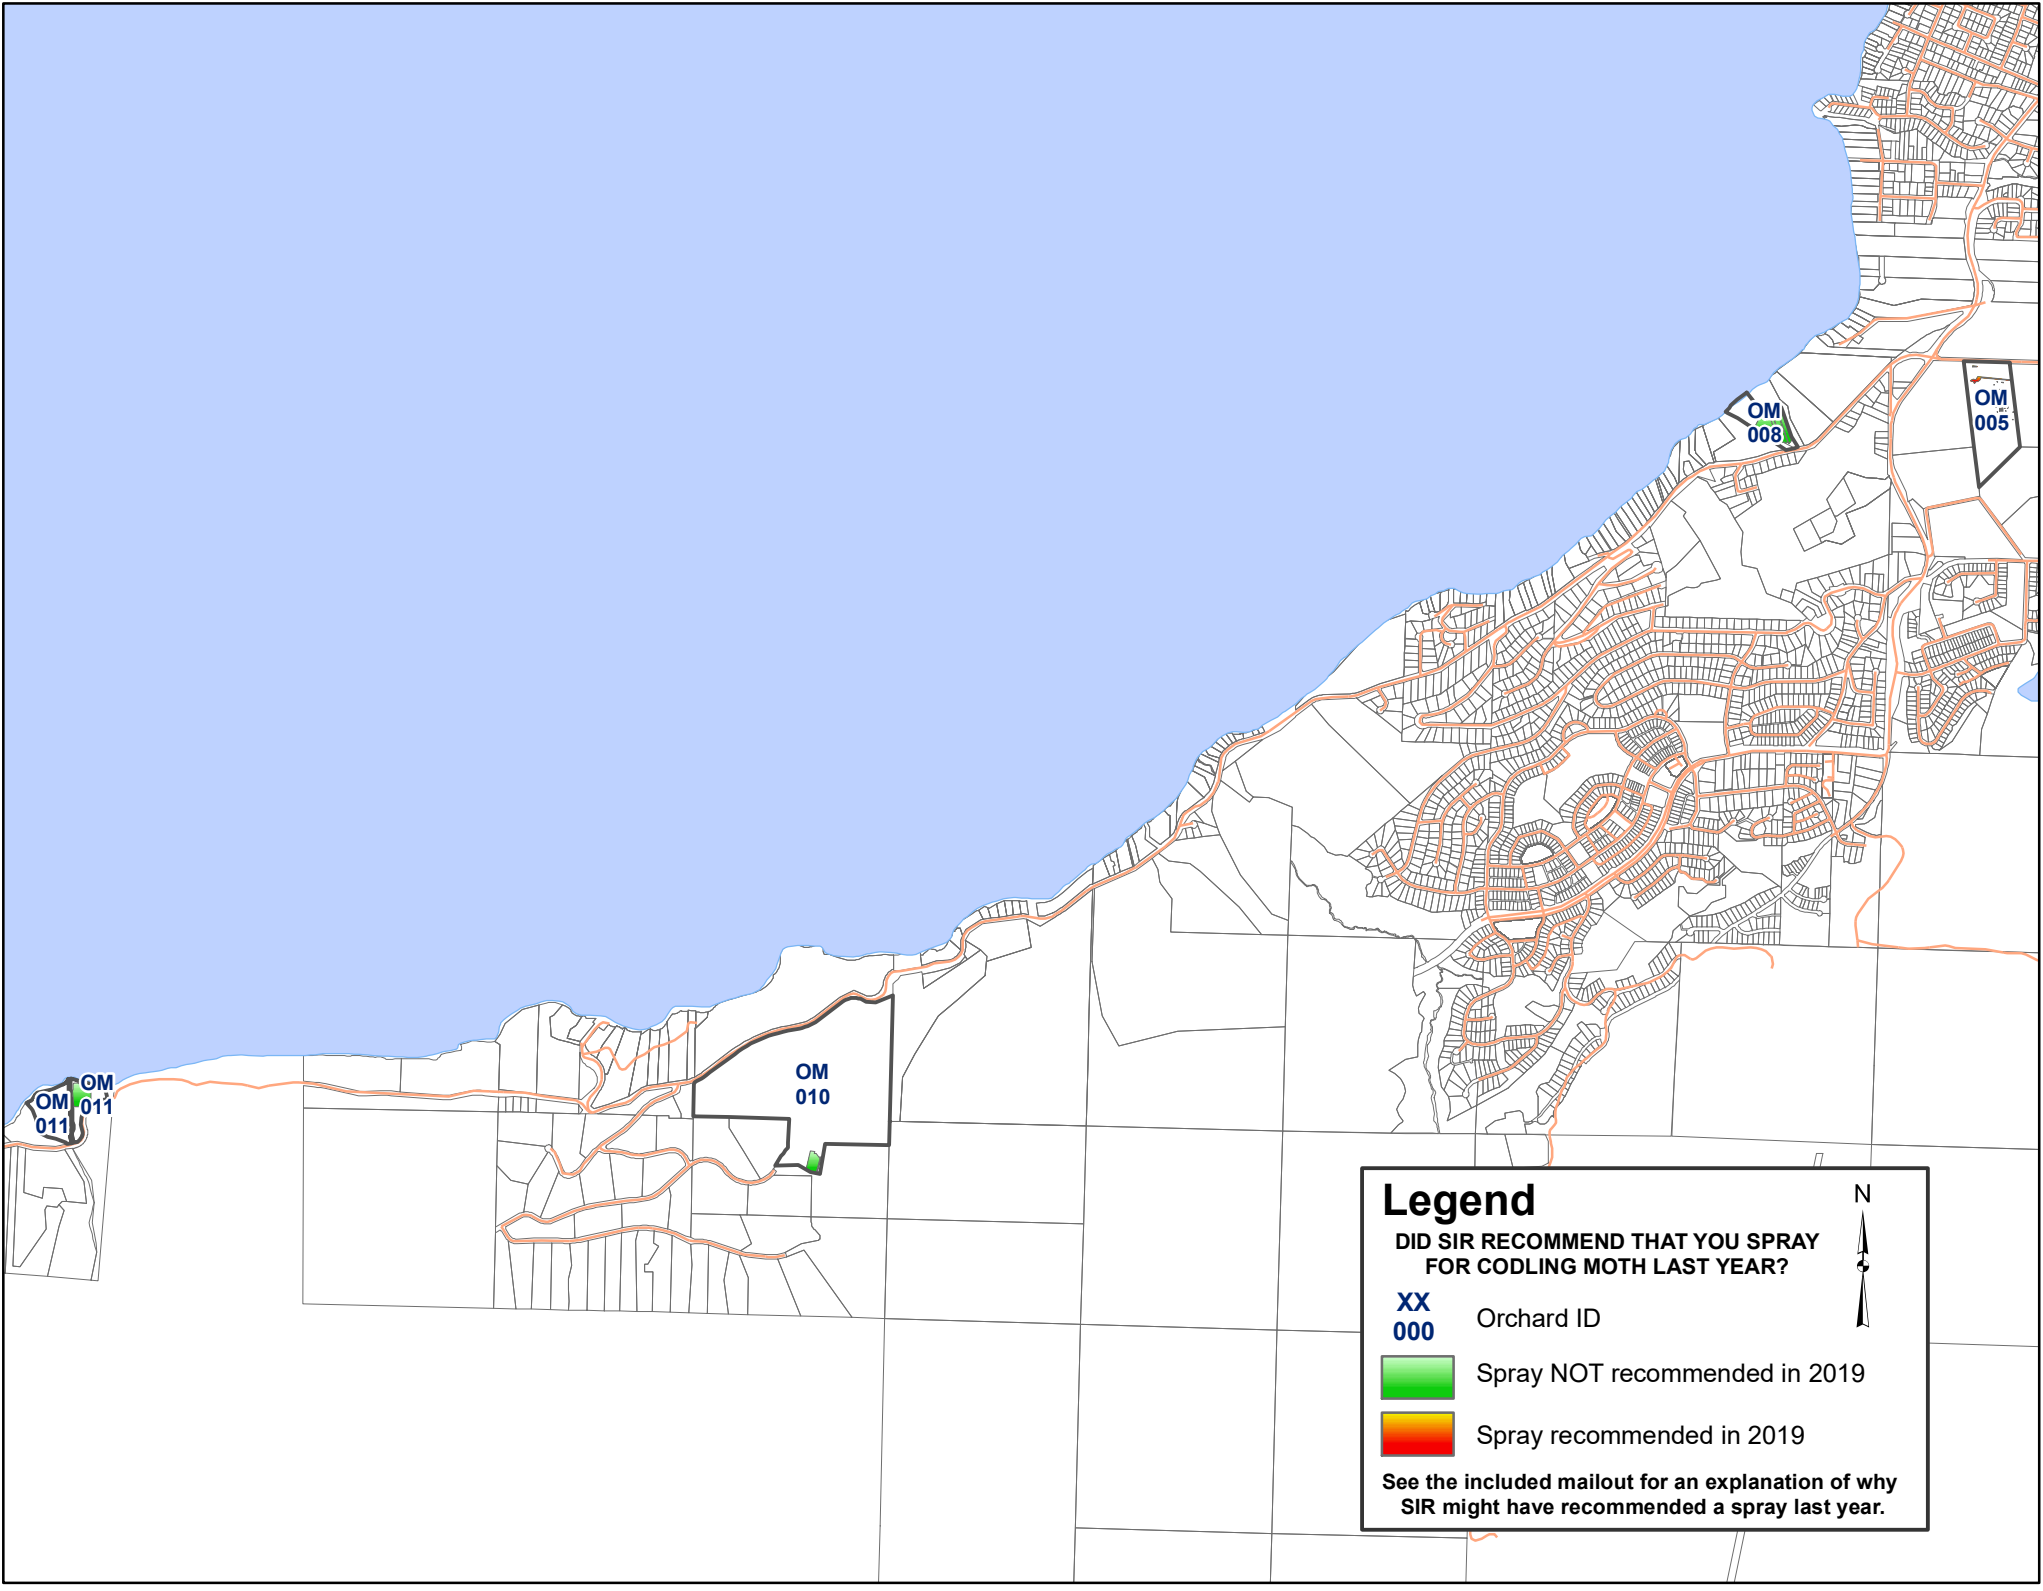 OM
005
OM
008
OM
010
OM
011
OM
011
Legend
N
DID SIR RECOMMEND THAT YOU SPRAY
FOR CODLING MOTH LAST YEAR?
XX
000
Orchard ID
Spray NOT recommended in 2019
Spray recommended in 2019
See the included mailout for an explanation of why
SIR might have recommended a spray last year.